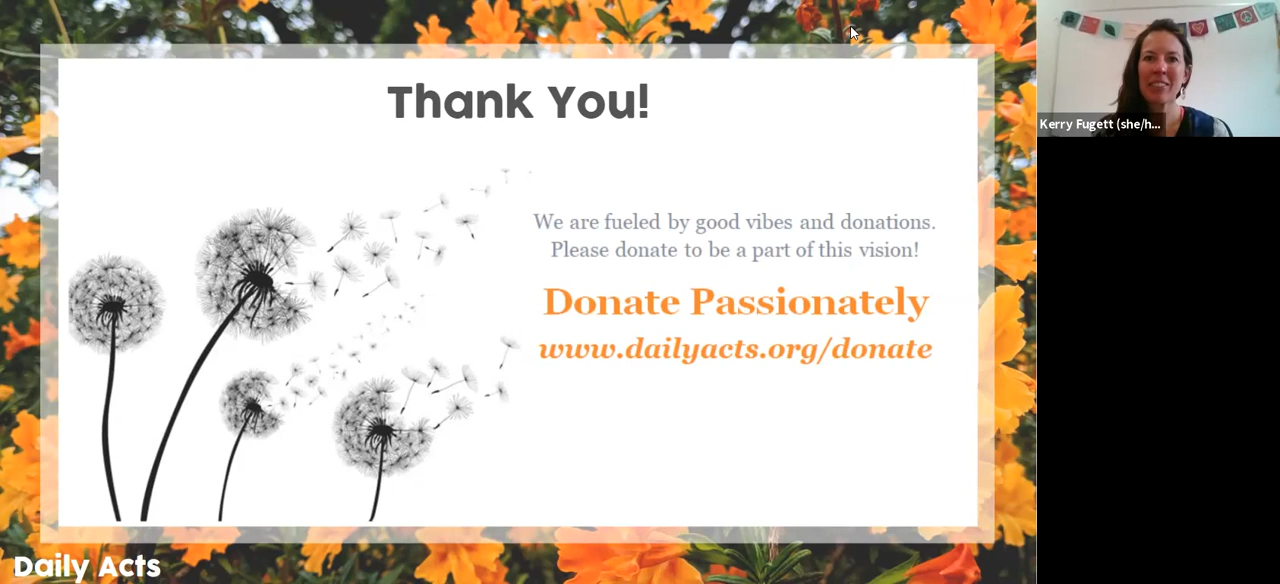 Thank You!
We are fueled by good vibes and donations.
Please donate to be a part of this vision!
Donate Passionately
www.dailyacts.org/donate
Daily Acts
Kerry Fugett (she/h...